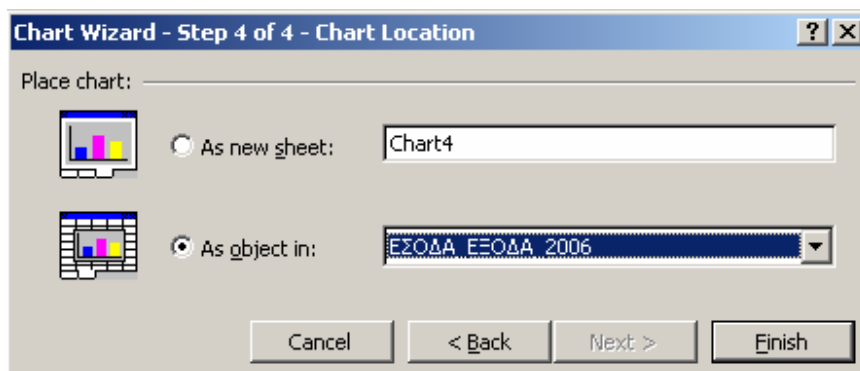 Chart Wizard - Step 4 of 4 - Chart Location
Place chart:
As new sheet: Chart4
As object in: ΕΣΟΔΑ_ΕΞΟΔΑ_2006
Cancel < Back Next > Finish